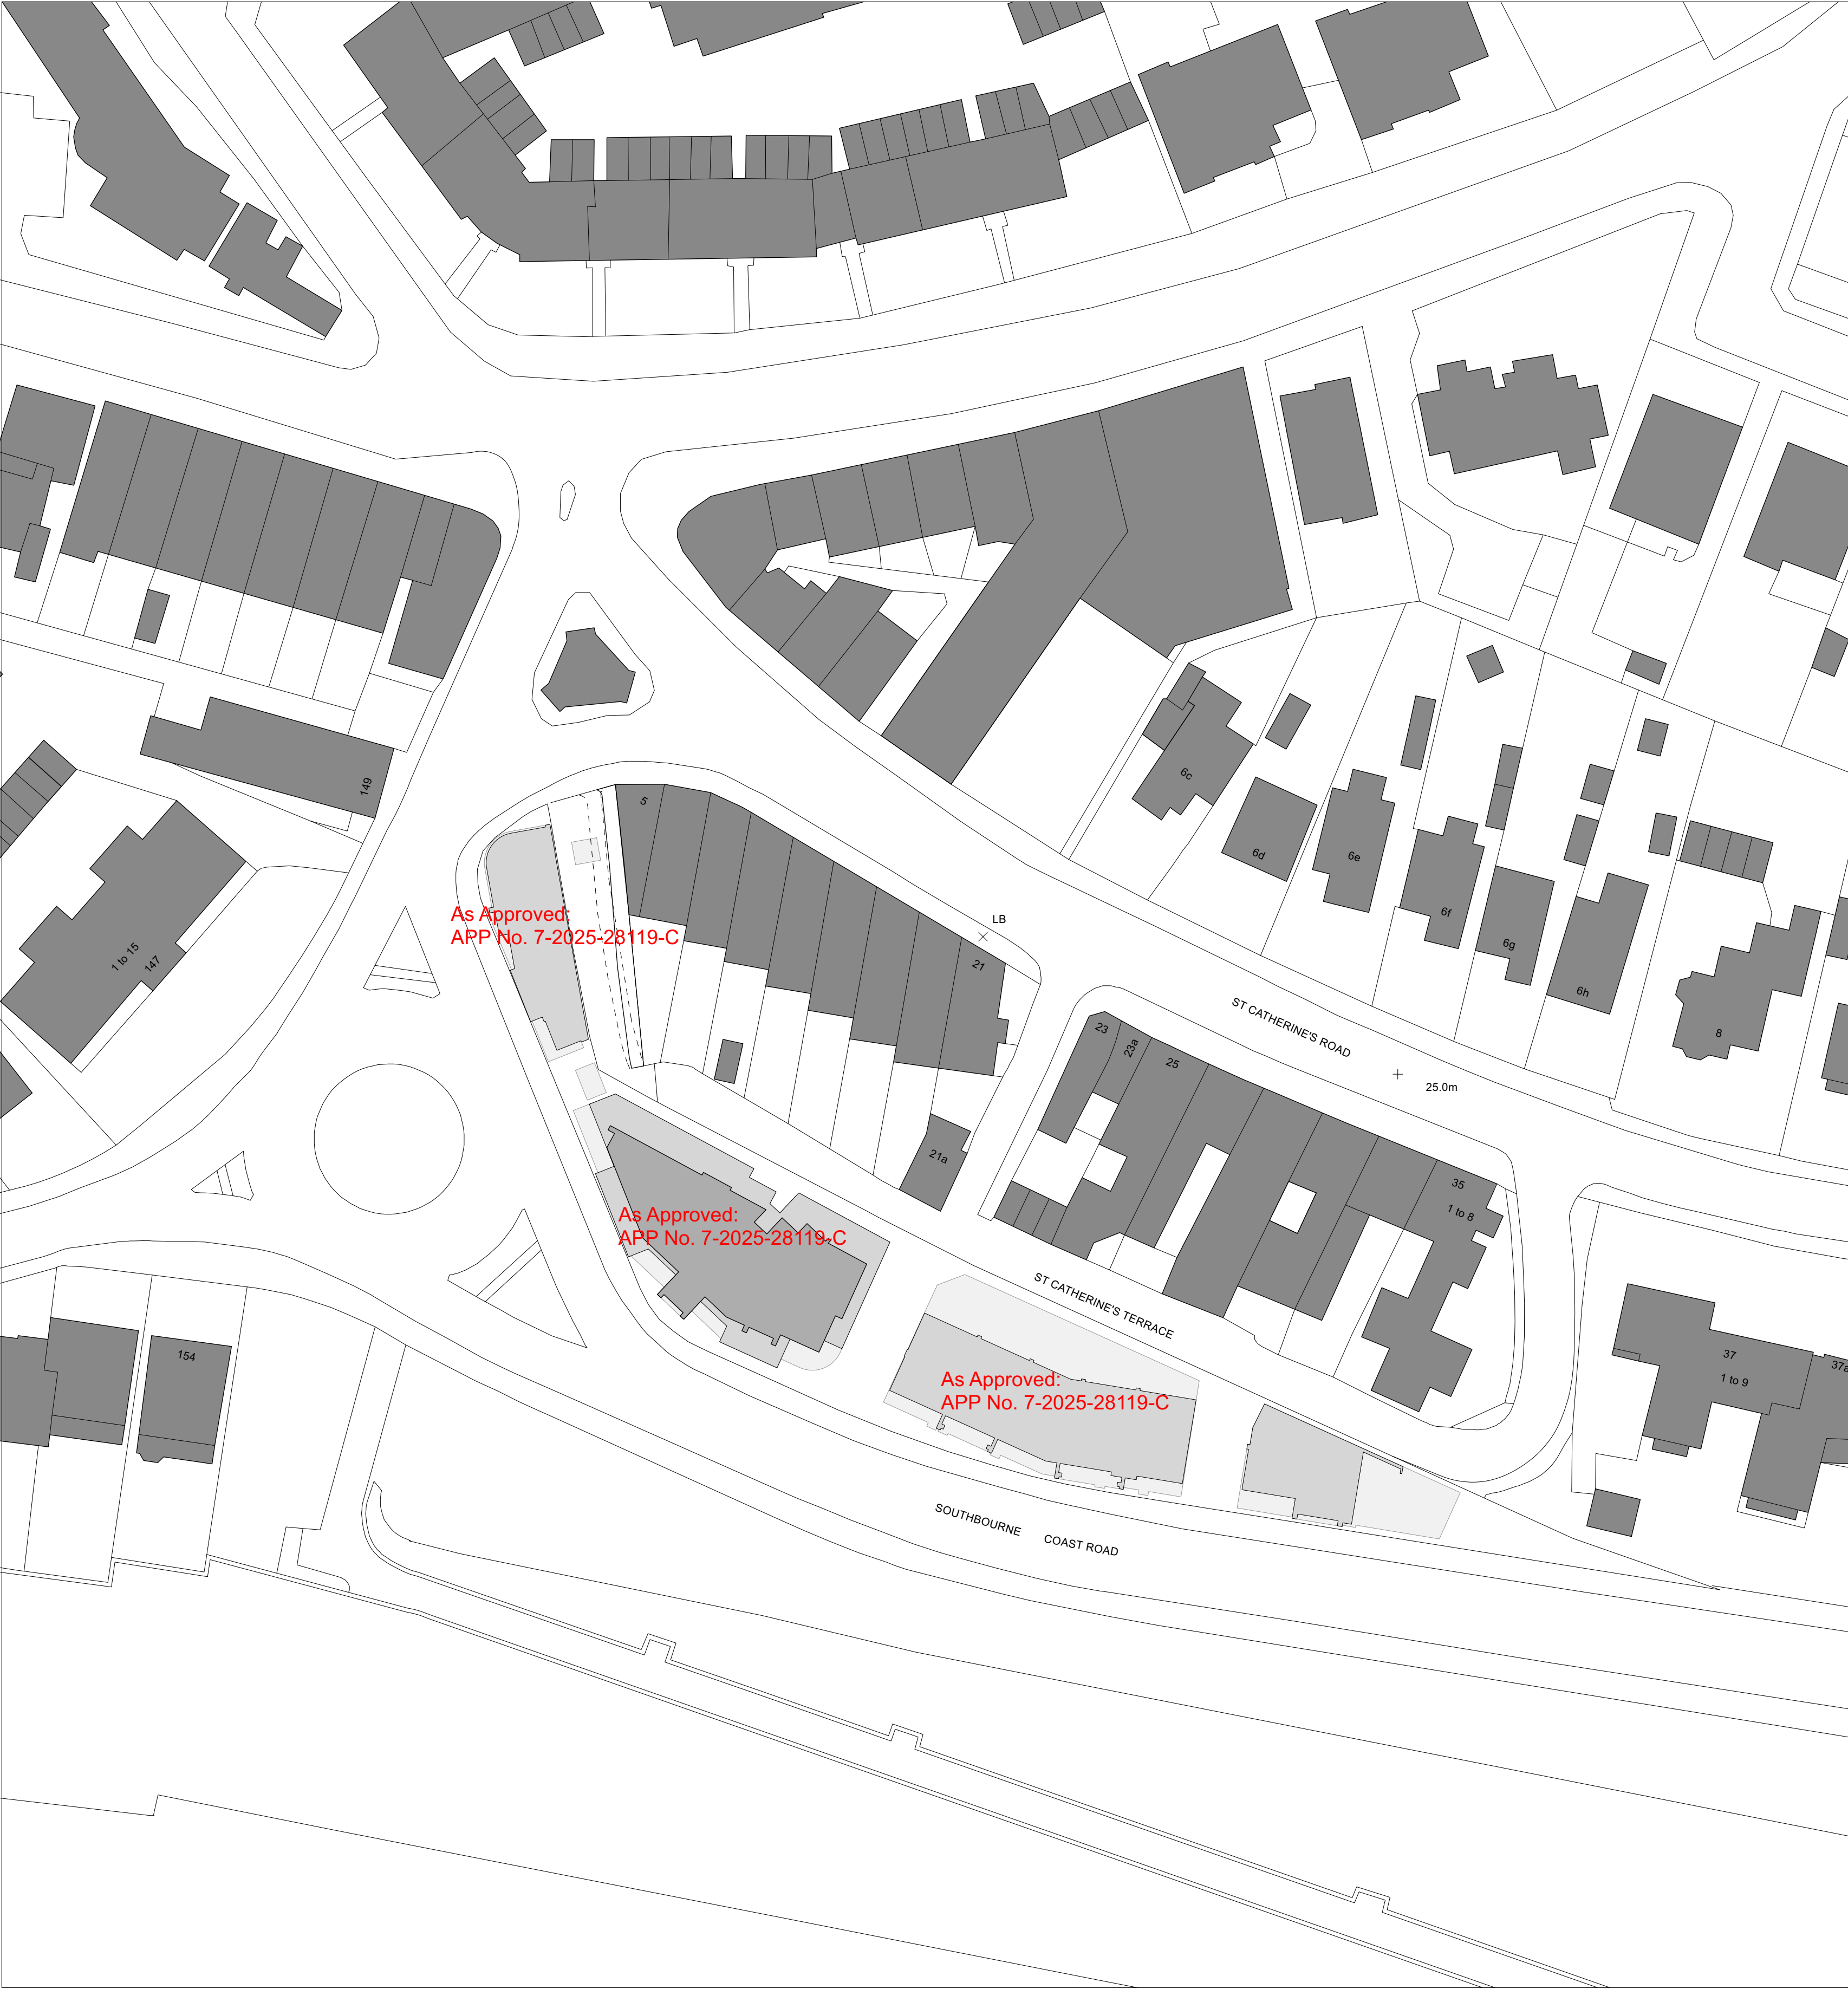 149
5
6c
6d
6e
As Approved:
APP No. 7-2025-28119-C
LB
6f
21
6g
1 to 15
147
6h
ST CATHERINE'S ROAD
8
23
23a
25
25.0m
21a
35
1 to 8
As Approved:
APP No. 7-2025-28119-C
ST CATHERINE'S TERRACE
154
37
37a
1 to 9
As Approved:
APP No. 7-2025-28119-C
SOUTHBOURNE COAST ROAD